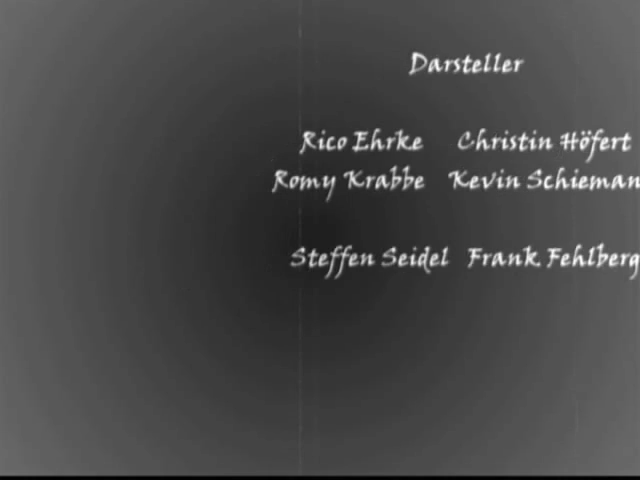 Darsteller
Rico Ehrke Christin Höfert
Romy Krabbe Kevin Schieman
Steffen Seidel Frank Fehlberg